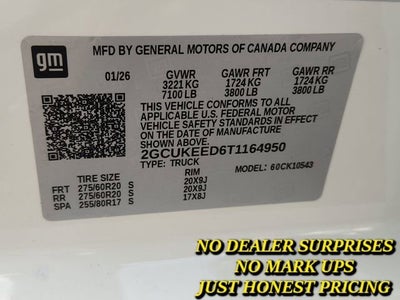 gm
MFD BY GENERAL MOTORS OF CANADA COMPANY
01/26 GVWR GAWR FRT GAWR RR
3221 KG 1724 KG 1724 KG
7100 LB 3800 LB 3800 LB
THIS VEHICLE CONFORMS TO ALL
APPLICABLE U.S. FEDERAL MOTOR
VEHICLE SAFETY, BUMPER, AND THEFT
PREVENTION STANDARDS IN EFFECT ON
THE DATE OF MANUFACTURE SHOWN ABOVE.
2GCUKEED6T1164950
TYPE: TRUCK MODEL: 60CK10543
TIRE SIZE RIM
FRT 275/60R20 S 20X9J
RR 275/60R20 S 20X9J
SPA 255/80R17 S 17X8J
NO DEALER SURPRISES
NO MARK UPS
JUST HONEST PRICING